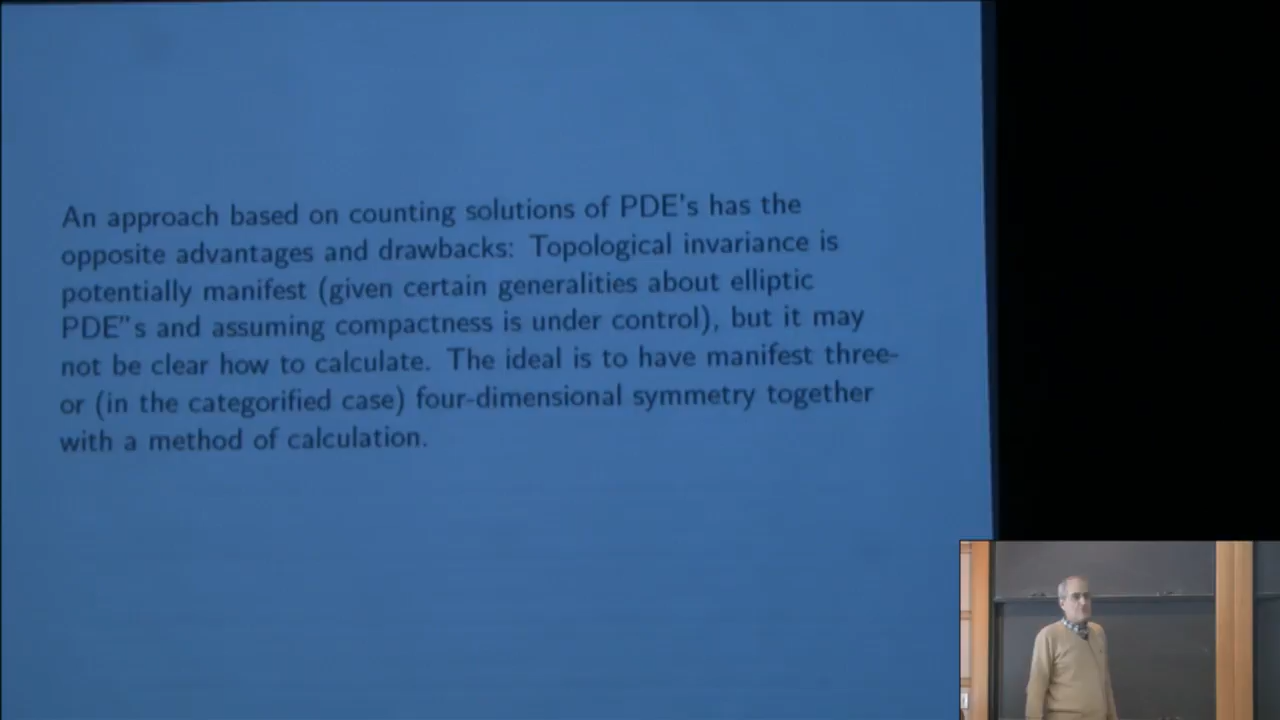 An approach based on counting solutions of PDE's has the
opposite advantages and drawbacks: Topological invariance is
potentially manifest (given certain generalities about elliptic
PDE"s and assuming compactness is under control), but it may
not be clear how to calculate. The ideal is to have manifest three-
or (in the categorified case) four-dimensional symmetry together
with a method of calculation.